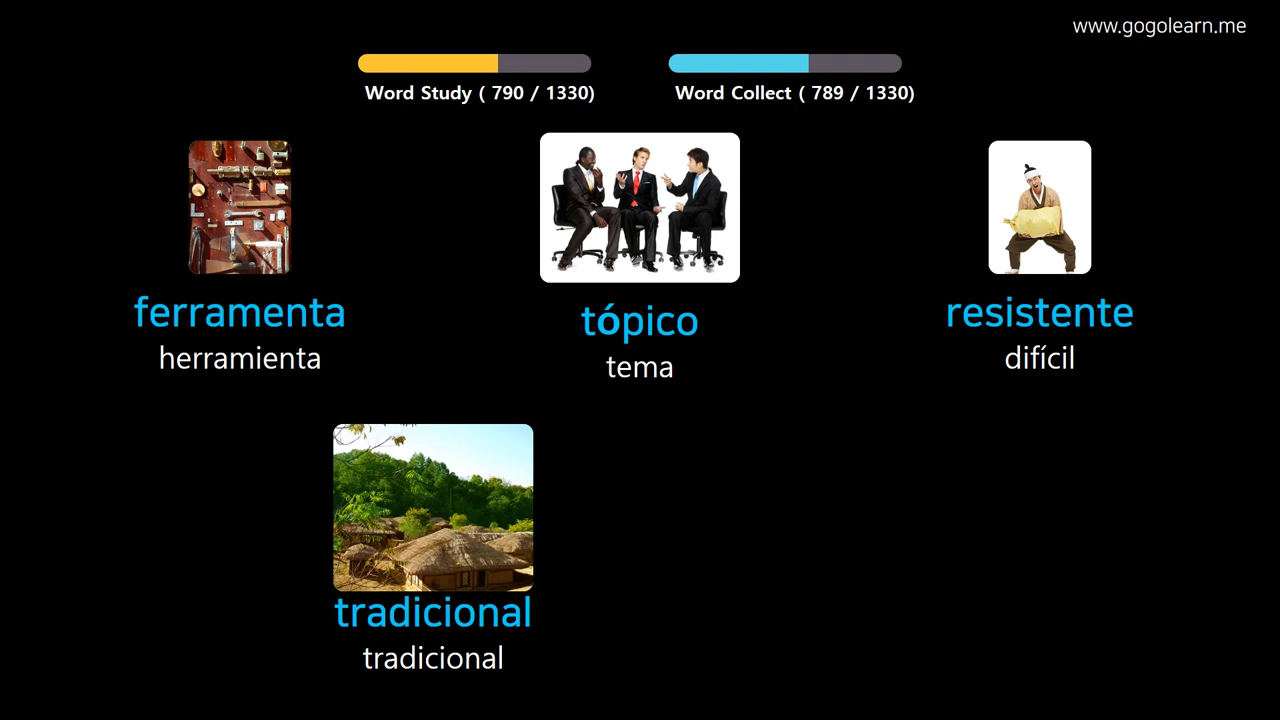 www.gogolearn.me
Word Study ( 790 / 1330)
Word Collect ( 789 / 1330)
ferramenta
herramienta
tópico
tema
resistente
difícil
tradicional
tradicional